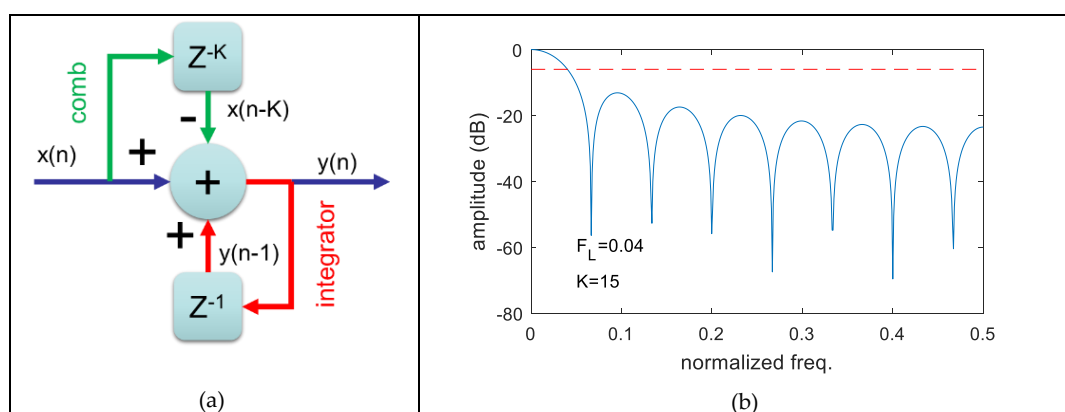 Z-K
comb
x(n-K)
-
x(n)
+
+
y(n)
+
y(n-1)
integrator
Z-1
(a)
0
-20
-40
-60
-80
amplitude (dB)
FL=0.04
K=15
0 0.1 0.2 0.3 0.4 0.5
normalized freq.
(b)